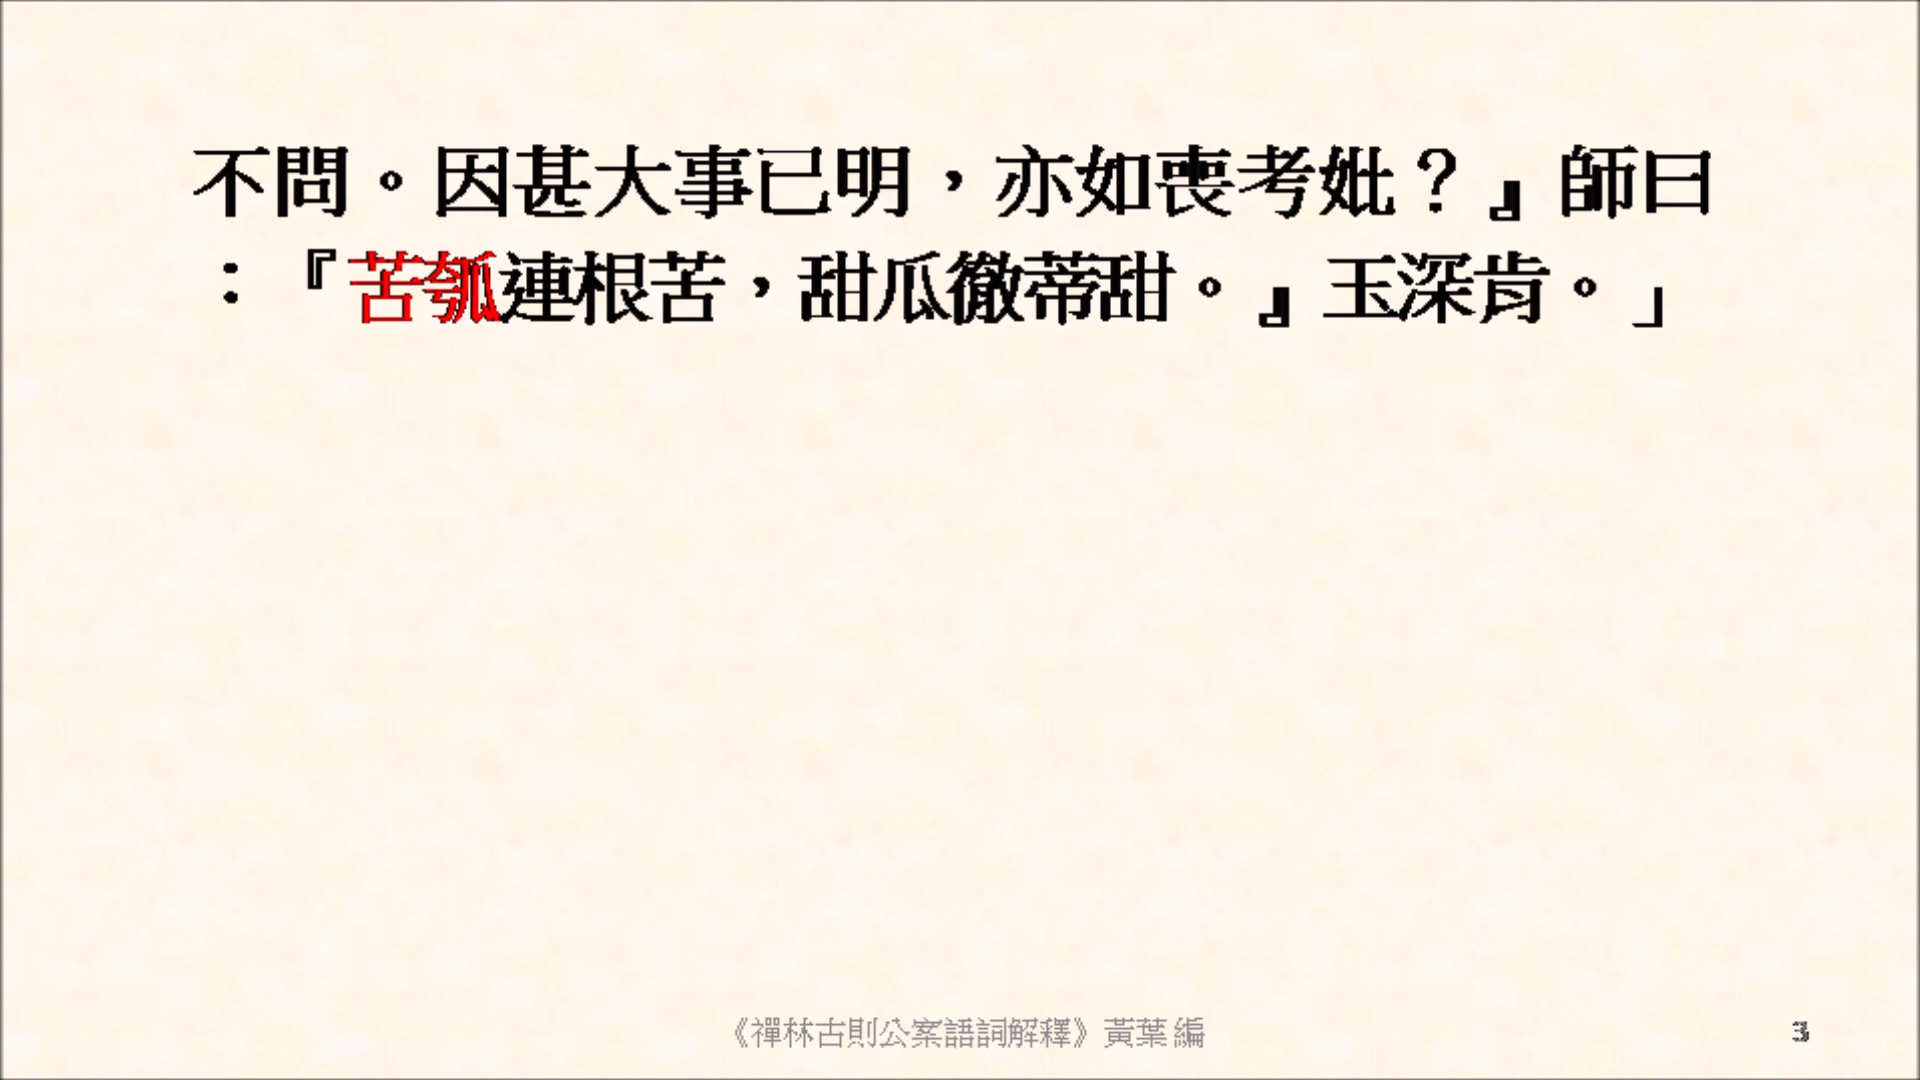 不問。因甚大事已明，亦如喪考妣？』師曰
：『苦瓠連根苦，甜瓜徹蒂甜。』玉深肯。」
《禪林古則公案語詞解釋》黃葉 編
3